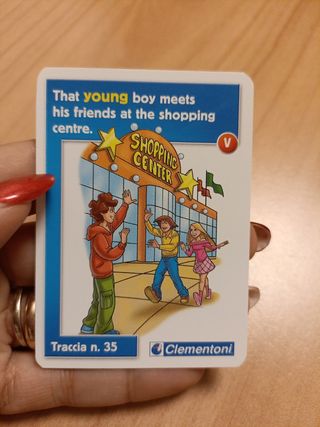 That young boy meets
his friends at the shopping
centre.
V
SHOPPING
CENTER
Traccia n. 35
Clementoni